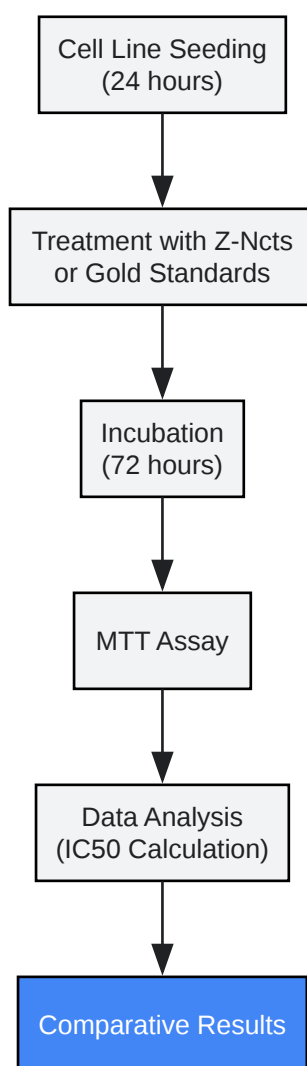 Cell Line Seeding
(24 hours)
Treatment with Z-Ncts
or Gold Standards
Incubation
(72 hours)
MTT Assay
Data Analysis
(IC50 Calculation)
Comparative Results